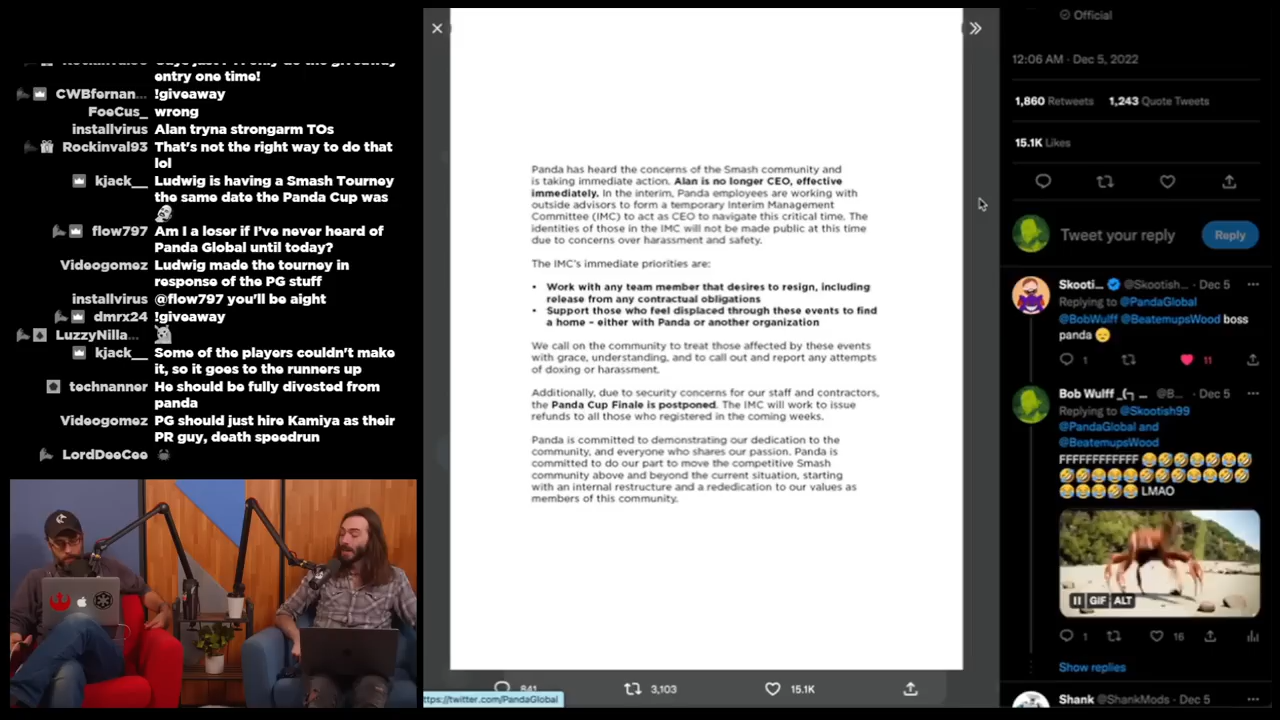 entry one time!
CWBfernan... !giveaway
FoeCus_ wrong
installvirus Alan tryna strongarm TOs
Rockinval93 That's not the right way to do that
lol
kjack__ Ludwig is having a Smash Tourney
the same date the Panda Cup was
flow797 Am I a loser if I've never heard of
Panda Global until today?
Videogomez Ludwig made the tourney in
response of the PG stuff
installvirus @flow797 you'll be aight
dmrx24 !giveaway
LuzzyNilla...
kjack__ Some of the players couldn't make
it, so it goes to the runners up
technanner He should be fully divested from
panda
Videogomez PG should just hire Kamiya as their
PR guy, death speedrun
LordDeeCee
Panda has heard the concerns of the Smash community and
is taking immediate action. Alan is no longer CEO, effective
immediately. In the interim, Panda employees are working with
outside advisors to form a temporary Interim Management
Committee (IMC) to act as CEO to navigate this critical time. The
identities of those in the IMC will not be made public at this time
due to concerns over harassment and safety.
The IMC's immediate priorities are:
• Work with any team member that desires to resign, including
release from any contractual obligations
• Support those who feel displaced through these events to find
a home – either with Panda or another organization
We call on the community to treat those affected by these events
with grace, understanding, and to call out and report any attempts
of doxing or harassment.
Additionally, due to security concerns for our staff and contractors,
the Panda Cup Finale is postponed. The IMC will work to issue
refunds to all those who registered in the coming weeks.
Panda is committed to demonstrating our dedication to the
community, and everyone who shares our passion. Panda is
committed to do our part to move the competitive Smash
community above and beyond the current situation, starting
with an internal restructure and a rededication to our values as
members of this community.
841 3,103 15.1K
ttps://twitter.com/PandaGlobal
Official
12:06 AM · Dec 5, 2022
1,860 Retweets 1,243 Quote Tweets
15.1K Likes
Tweet your reply Reply
Skooti... @Skootish... · Dec 5
Replying to @PandaGlobal
@BobWulff @BeatemupsWood boss
panda 😞
1 11
Bob Wulff _(┐... @B... · Dec 5
Replying to @Skootish99
@PandaGlobal and
@BeatemupsWood
FFFFFFFFFFFF 😂🤣😂🤣😂🤣😂🤣
LMAO
GIF ALT
1 16
Show replies
Shank @ShankMods · Dec 5